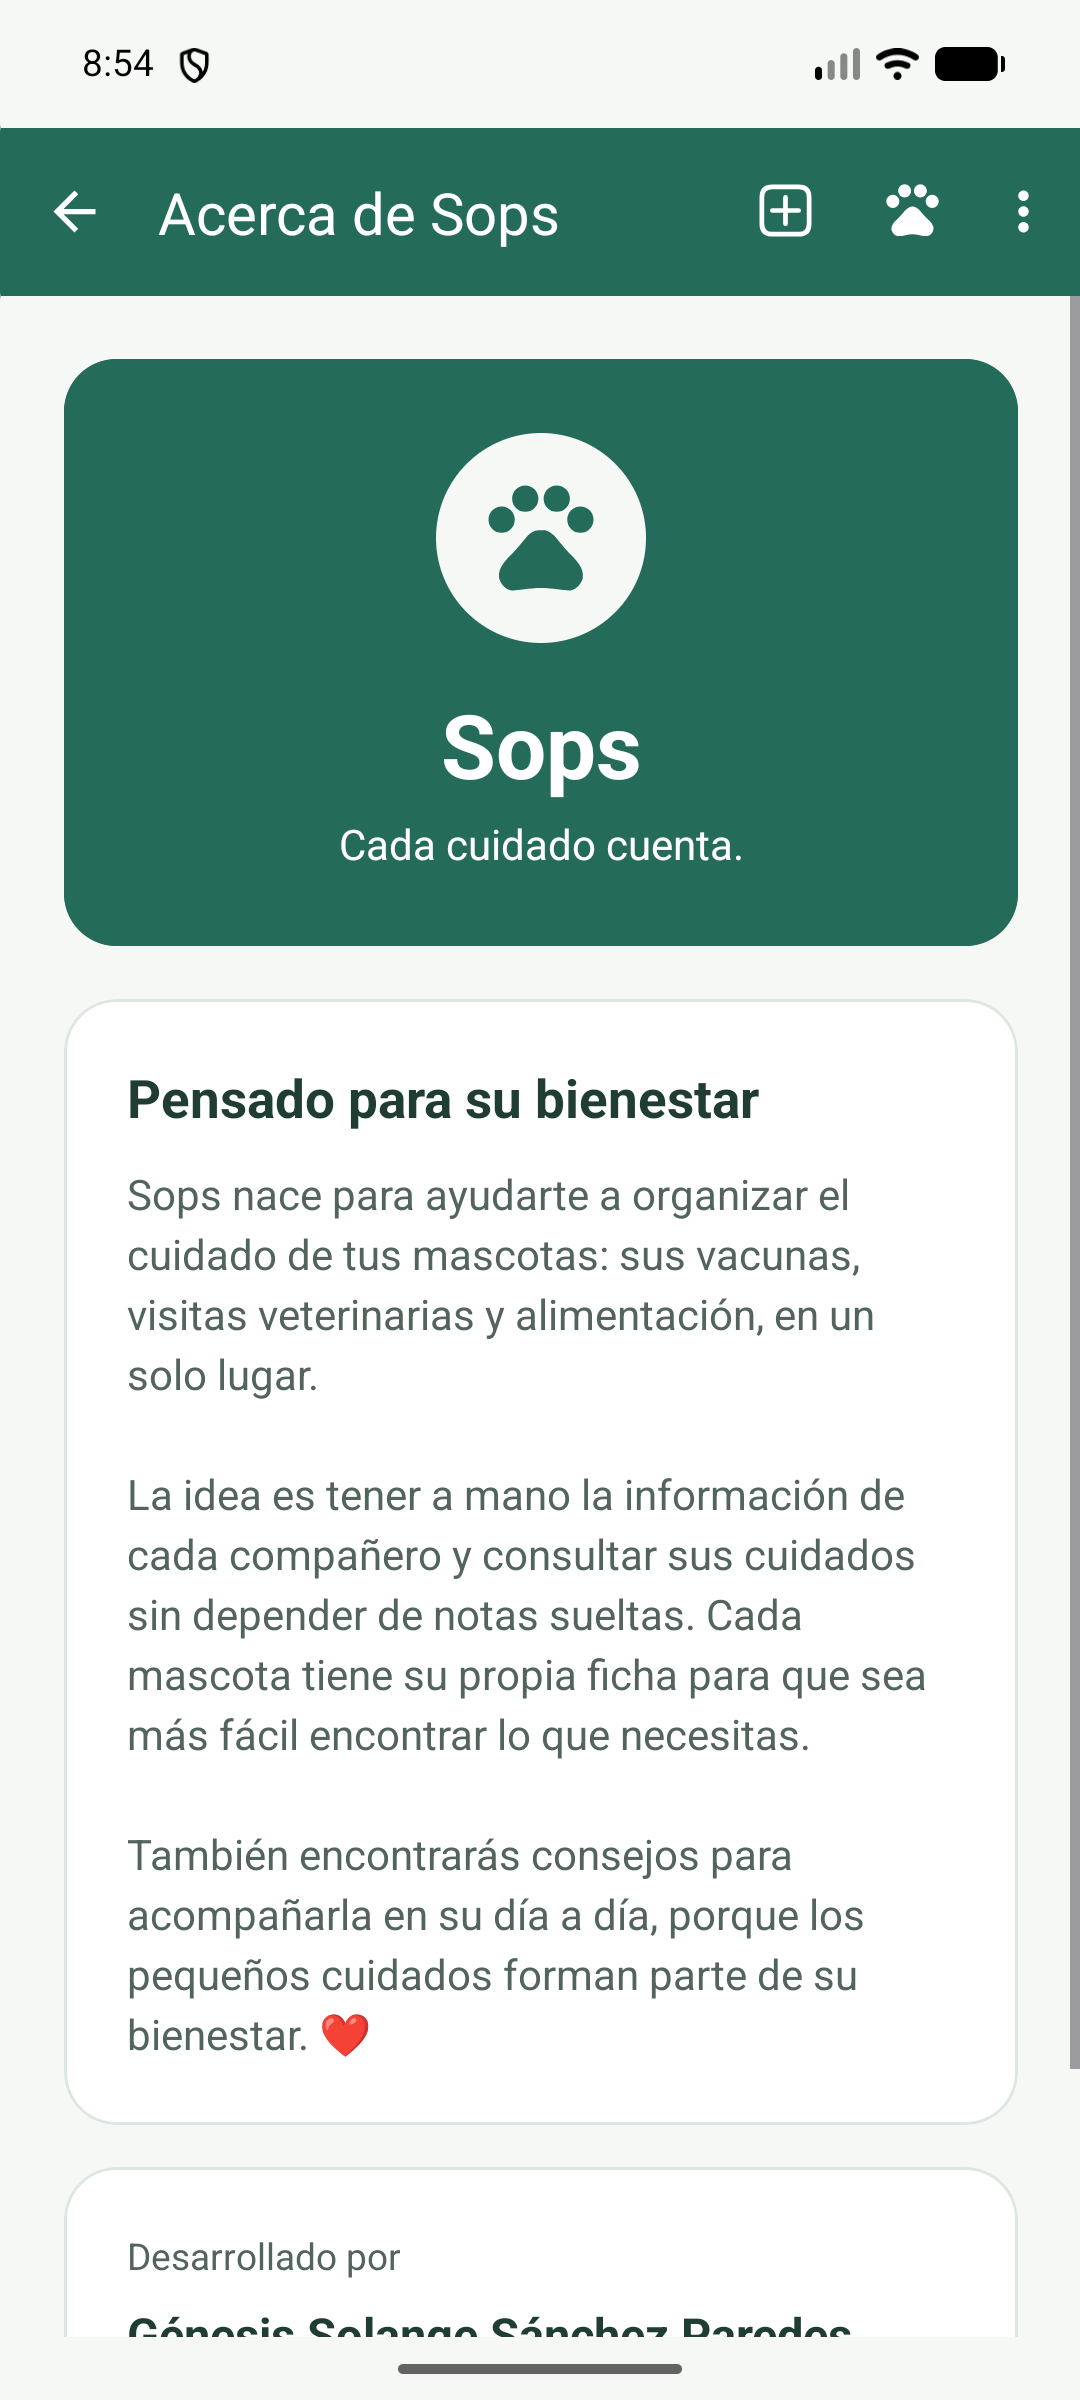 8:54
Acerca de Sops
Sops
Cada cuidado cuenta.
Pensado para su bienestar
Sops nace para ayudarte a organizar el
cuidado de tus mascotas: sus vacunas,
visitas veterinarias y alimentación, en un
solo lugar.
La idea es tener a mano la información de
cada compañero y consultar sus cuidados
sin depender de notas sueltas. Cada
mascota tiene su propia ficha para que sea
más fácil encontrar lo que necesitas.
También encontrarás consejos para
acompañarla en su día a día, porque los
pequeños cuidados forman parte de su
bienestar. ❤️
Desarrollado por
Génesis Solange Sánchez Paredes